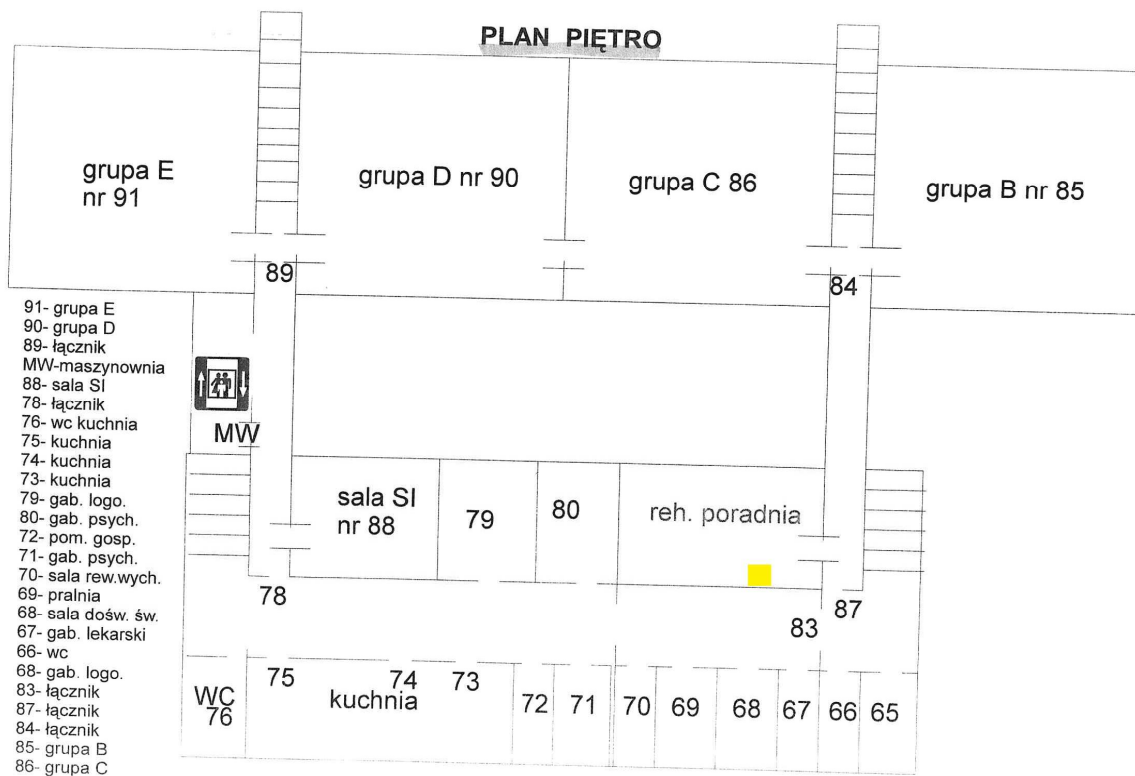 PLAN PIĘTRO
grupa E
nr 91
grupa D nr 90
grupa C 86
grupa B nr 85
89
84
91- grupa E
90- grupa D
89- łącznik
MW-maszynownia
88- sala SI
78- łącznik
76- wc kuchnia
75- kuchnia
74- kuchnia
73- kuchnia
79- gab. logo.
80- gab. psych.
72- pom. gosp.
71- gab. psych.
70- sala rew.wych.
69- pralnia
68- sala dośw. św.
67- gab. lekarski
66- wc
68- gab. logo.
83- łącznik
87- łącznik
84- łącznik
85- grupa B
86- grupa C
MW
sala SI
nr 88
79
80
reh. poradnia
78
83
87
WC
76
75
74
73
kuchnia
72
71
70
69
68
67
66
65